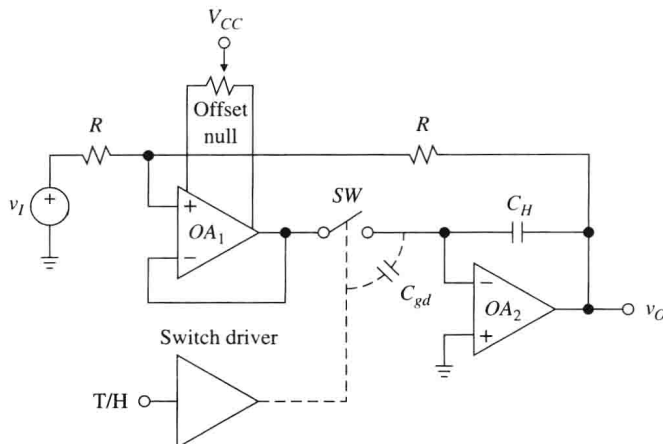 V_CC
Offset
null
R
R
v_I
+
+
OA_1
−
SW
C_H
C_gd
−
OA_2
+
v_O
Switch driver
T/H